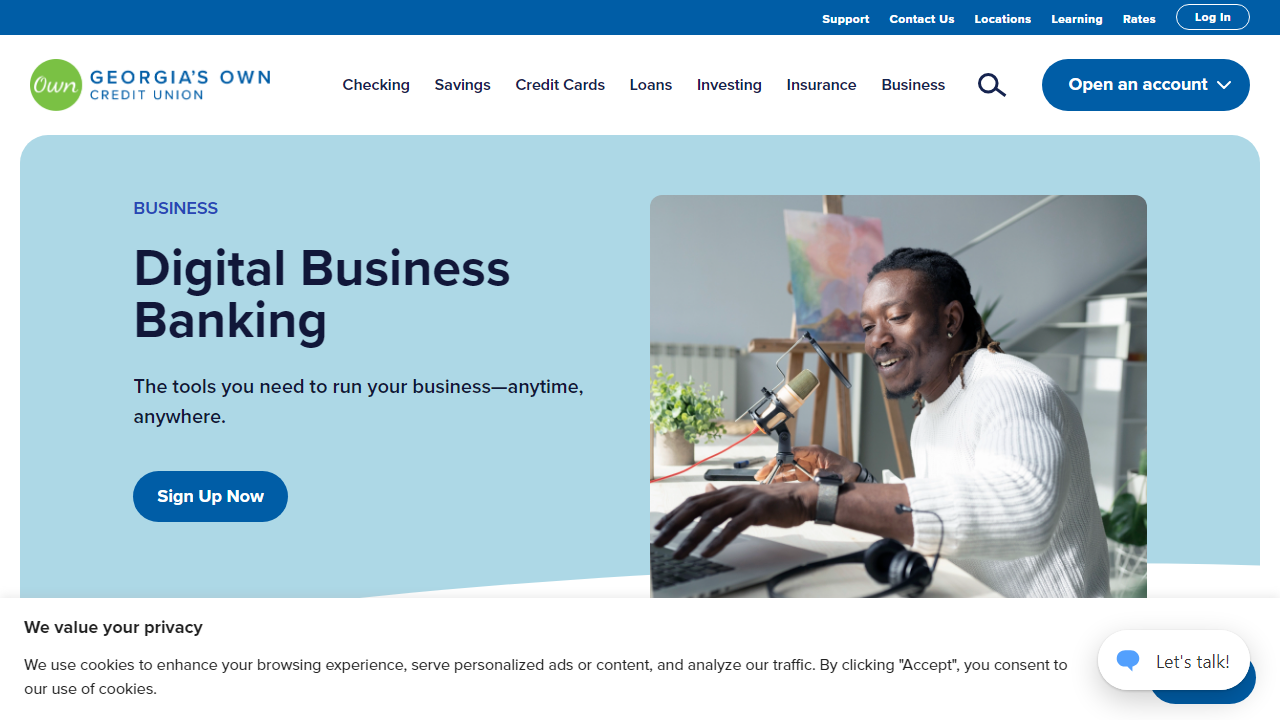 Support Contact Us Locations Learning Rates Log In
Own GEORGIA'S OWN
CREDIT UNION
Checking Savings Credit Cards Loans Investing Insurance Business Open an account
BUSINESS
Digital Business
Banking
The tools you need to run your business—anytime,
anywhere.
Sign Up Now
We value your privacy
We use cookies to enhance your browsing experience, serve personalized ads or content, and analyze our traffic. By clicking "Accept", you consent to
our use of cookies.
Let's talk!